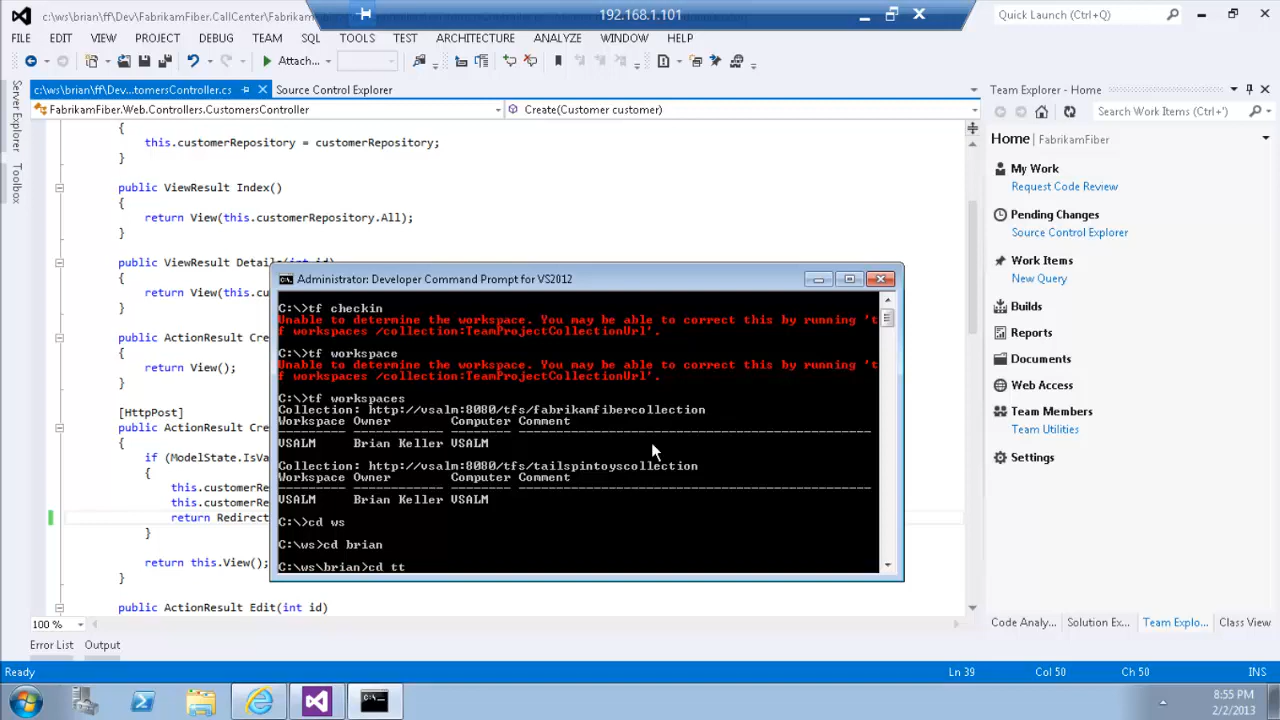 c:\ws\brian\ff\Dev\FabrikamFiber.CallCenter\Fabrikam
192.168.1.101
Quick Launch (Ctrl+Q)
FILE EDIT VIEW PROJECT DEBUG TEAM SQL TOOLS TEST ARCHITECTURE ANALYZE WINDOW HELP
Attach...
Server Explorer
Toolbox
c:\ws\brian\ff\Dev...tomersController.cs
Source Control Explorer
FabrikamFiber.Web.Controllers.CustomersController
Create(Customer customer)
{
this.customerRepository = customerRepository;
}
public ViewResult Index()
{
return View(this.customerRepository.All);
}
public ViewResult Details(int id)
{
return View(this.cu
}
public ActionResult Cre
{
return View();
}
[HttpPost]
public ActionResult Cre
{
if (ModelState.IsVa
{
this.customerRe
this.customerRe
return Redirect
}
return this.View();
}
public ActionResult Edit(int id)
100 %
Administrator: Developer Command Prompt for VS2012
C:\>tf checkin
Unable to determine the workspace. You may be able to correct this by running 't
f workspaces /collection:TeamProjectCollectionUrl'.
C:\>tf workspace
Unable to determine the workspace. You may be able to correct this by running 't
f workspaces /collection:TeamProjectCollectionUrl'.
C:\>tf workspaces
Collection: http://vsalm:8080/tfs/fabrikamfibercollection
Workspace Owner Computer Comment
VSALM Brian Keller VSALM
Collection: http://vsalm:8080/tfs/tailspintoyscollection
Workspace Owner Computer Comment
VSALM Brian Keller VSALM
C:\>cd ws
C:\ws>cd brian
C:\ws\brian>cd tt
Team Explorer - Home
Search Work Items (Ctrl+')
Home FabrikamFiber
My Work
Request Code Review
Pending Changes
Source Control Explorer
Work Items
New Query
Builds
Reports
Documents
Web Access
Team Members
Team Utilities
Settings
Code Analy... Solution Ex... Team Explo... Class View
Error List Output
Ready
Ln 39 Col 50 Ch 50 INS
8:55 PM
2/2/2013